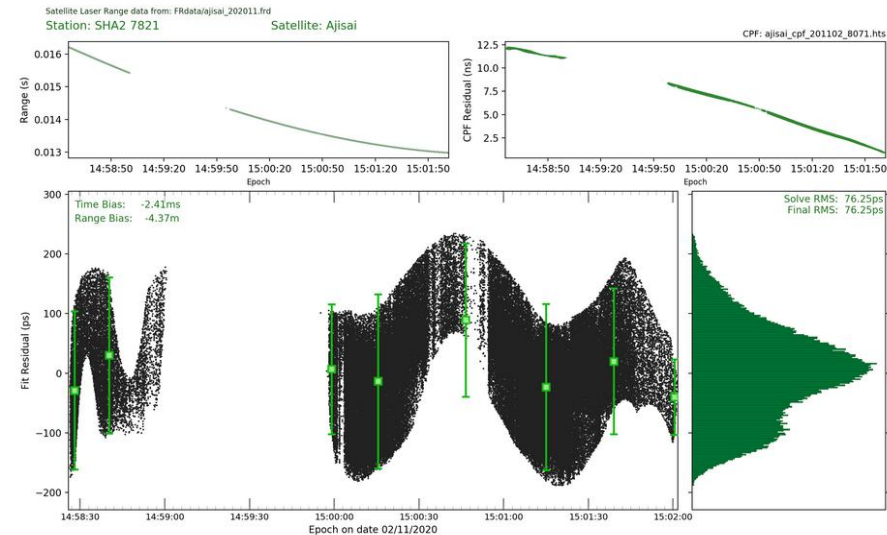 Satellite Laser Range data from: FRdata/ajisai_202011.frd
Station: SHA2 7821
Satellite: Ajisai
CPF: ajisai_cpf_201102_8071.hts
Range (s)
0.016
0.015
0.014
0.013
14:58:50 14:59:20 14:59:50 15:00:20 15:00:50 15:01:20 15:01:50
Epoch
CPF Residual (ns)
12.5
10.0
7.5
5.0
2.5
14:58:50 14:59:20 14:59:50 15:00:20 15:00:50 15:01:20 15:01:50
Epoch
Time Bias: -2.41ms
Range Bias: -4.37m
Fit Residual (ps)
300
200
100
0
−100
−200
14:58:30 14:59:00 14:59:30 15:00:00 15:00:30 15:01:00 15:01:30 15:02:00
Epoch on date 02/11/2020
Solve RMS: 76.25ps
Final RMS: 76.25ps